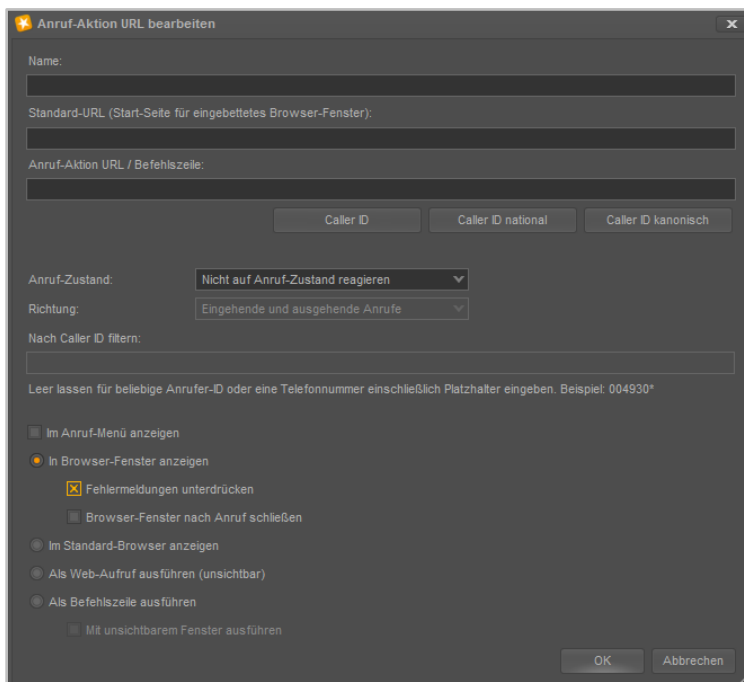 Anruf-Aktion URL bearbeiten
Name:
Standard-URL (Start-Seite für eingebettetes Browser-Fenster):
Anruf-Aktion URL / Befehlszeile:
Caller ID Caller ID national Caller ID kanonisch
Anruf-Zustand: Nicht auf Anruf-Zustand reagieren
Richtung: Eingehende und ausgehende Anrufe
Nach Caller ID filtern:
Leer lassen für beliebige Anrufer-ID oder eine Telefonnummer einschließlich Platzhalter eingeben. Beispiel: 004930*
Im Anruf-Menü anzeigen
In Browser-Fenster anzeigen
Fehlermeldungen unterdrücken
Browser-Fenster nach Anruf schließen
Im Standard-Browser anzeigen
Als Web-Aufruf ausführen (unsichtbar)
Als Befehlszeile ausführen
Mit unsichtbarem Fenster ausführen
OK Abbrechen